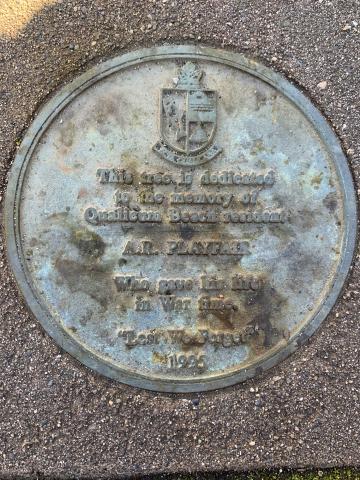 This tree is dedicated
to the memory of
Qualicum Beach resident
A.R. PLAYFAIR
Who gave his life
in War time.
"Lest We Forget"
1995